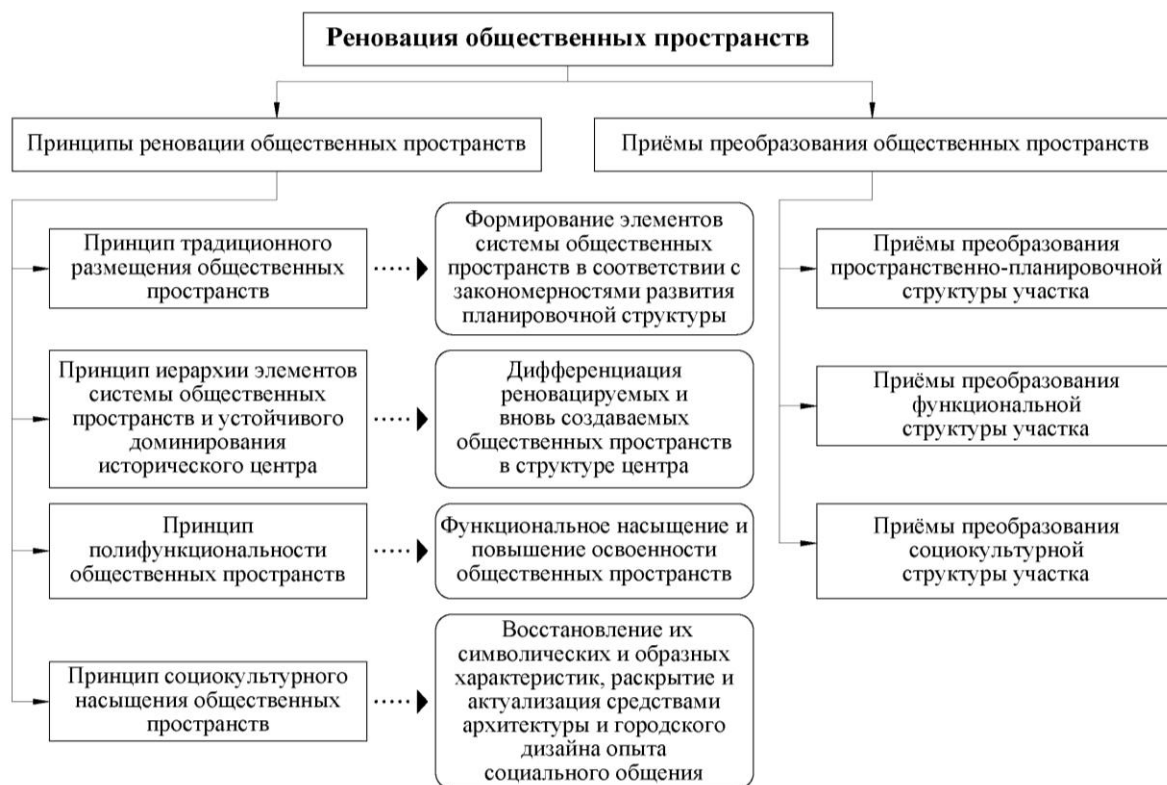 Реновация общественных пространств
Принципы реновации общественных пространств
Приёмы преобразования общественных пространств
Принцип традиционного
размещения общественных
пространств
Формирование элементов
системы общественных
пространств в соответствии с
закономерностями развития
планировочной структуры
Принцип иерархии элементов
системы общественных
пространств и устойчивого
доминирования
исторического центра
Дифференциация
реновацируемых и
вновь создаваемых
общественных пространств
в структуре центра
Принцип
полифункциональности
общественных пространств
Функциональное насыщение и
повышение освоенности
общественных пространств
Принцип социокультурного
насыщения общественных
пространств
Восстановление их
символических и образных
характеристик, раскрытие и
актуализация средствами
архитектуры и городского
дизайна опыта
социального общения
Приёмы преобразования
пространственно-планировочной
структуры участка
Приёмы преобразования
функциональной
структуры участка
Приёмы преобразования
социокультурной
структуры участка